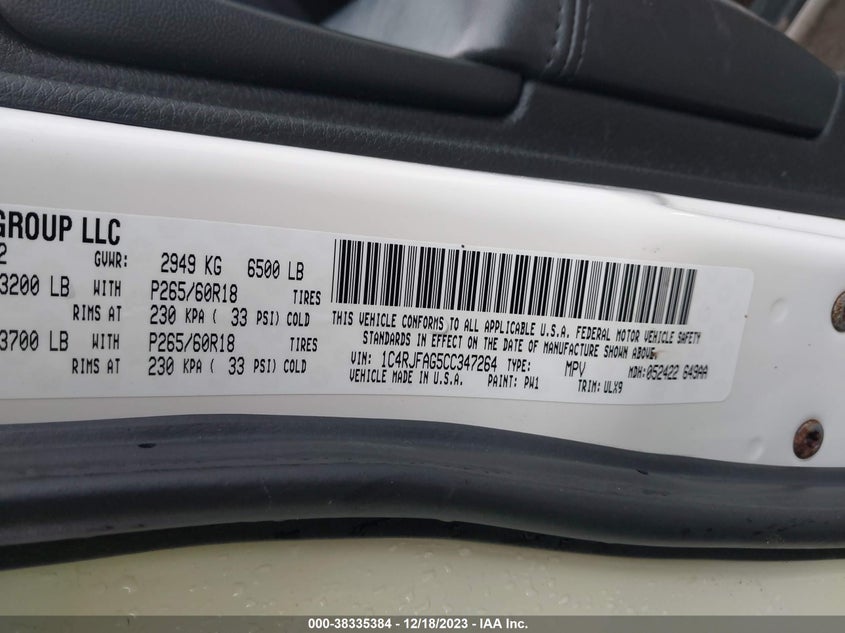 GROUP LLC
2 GVWR: 2949 KG 6500 LB
3200 LB WITH P265/60R18 TIRES
RIMS AT 230 KPA ( 33 PSI) COLD
3700 LB WITH P265/60R18 TIRES
RIMS AT 230 KPA ( 33 PSI) COLD
THIS VEHICLE CONFORMS TO ALL APPLICABLE U.S.A. FEDERAL MOTOR VEHICLE SAFETY
STANDARDS IN EFFECT ON THE DATE OF MANUFACTURE SHOWN ABOVE.
VIN: 1C4RJFAG5CC347264 TYPE: MPV MDH:052422 649AA
VEHICLE MADE IN U.S.A. PAINT: PW1 TRIM: ULX9
000-38335384 - 12/18/2023 - IAA Inc.